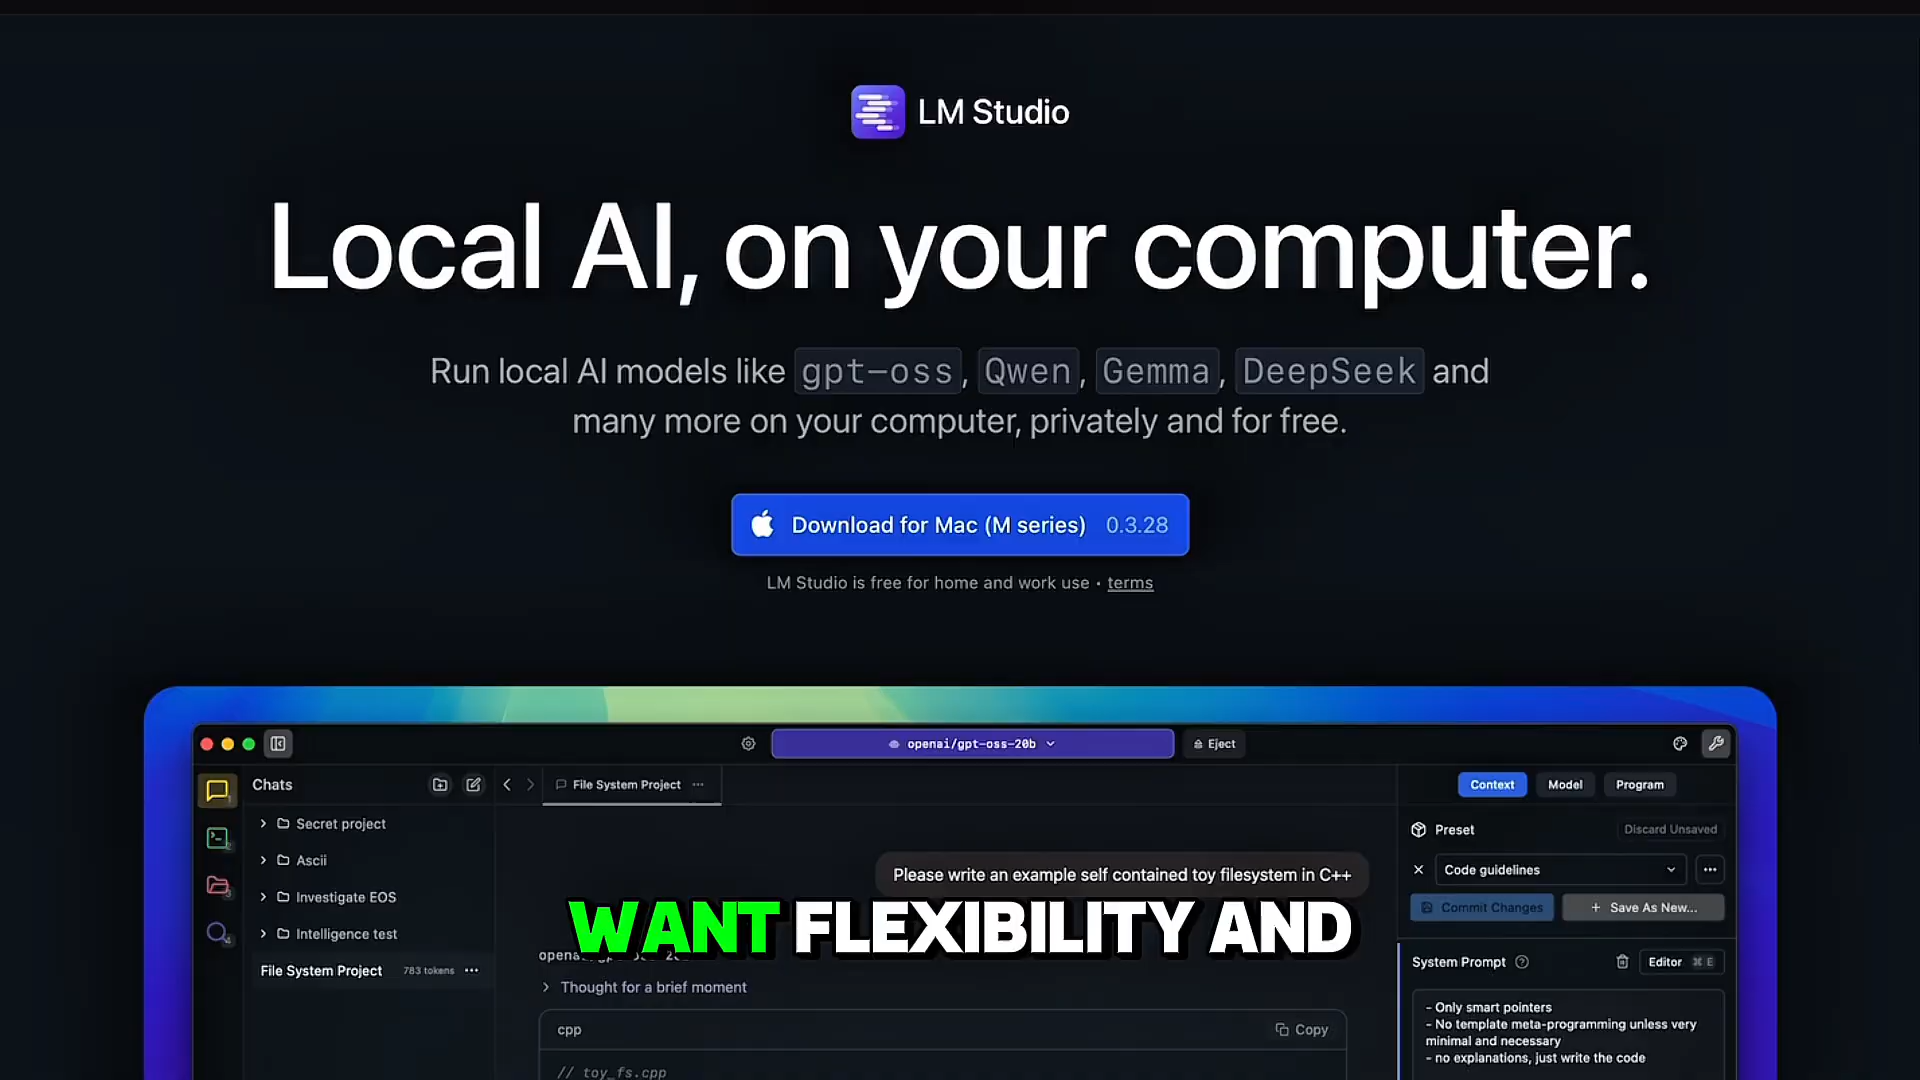 LM Studio
Local AI, on your computer.
Run local AI models like gpt-oss, Qwen, Gemma, DeepSeek and
many more on your computer, privately and for free.
Download for Mac (M series) 0.3.28
LM Studio is free for home and work use • terms
openai/gpt-oss-20b
Eject
Chats
File System Project
Context
Model
Program
Secret project
Preset
Discard Unsaved
Ascii
Code guidelines
Please write an example self contained toy filesystem in C++
Investigate EOS
Commit Changes
+ Save As New...
WANT FLEXIBILITY AND
Intelligence test
File System Project 783 tokens
System Prompt
Editor ⌘ E
Thought for a brief moment
cpp
Copy
- Only smart pointers
- No template meta-programming unless very
minimal and necessary
- no explanations, just write the code
// toy_fs.cpp